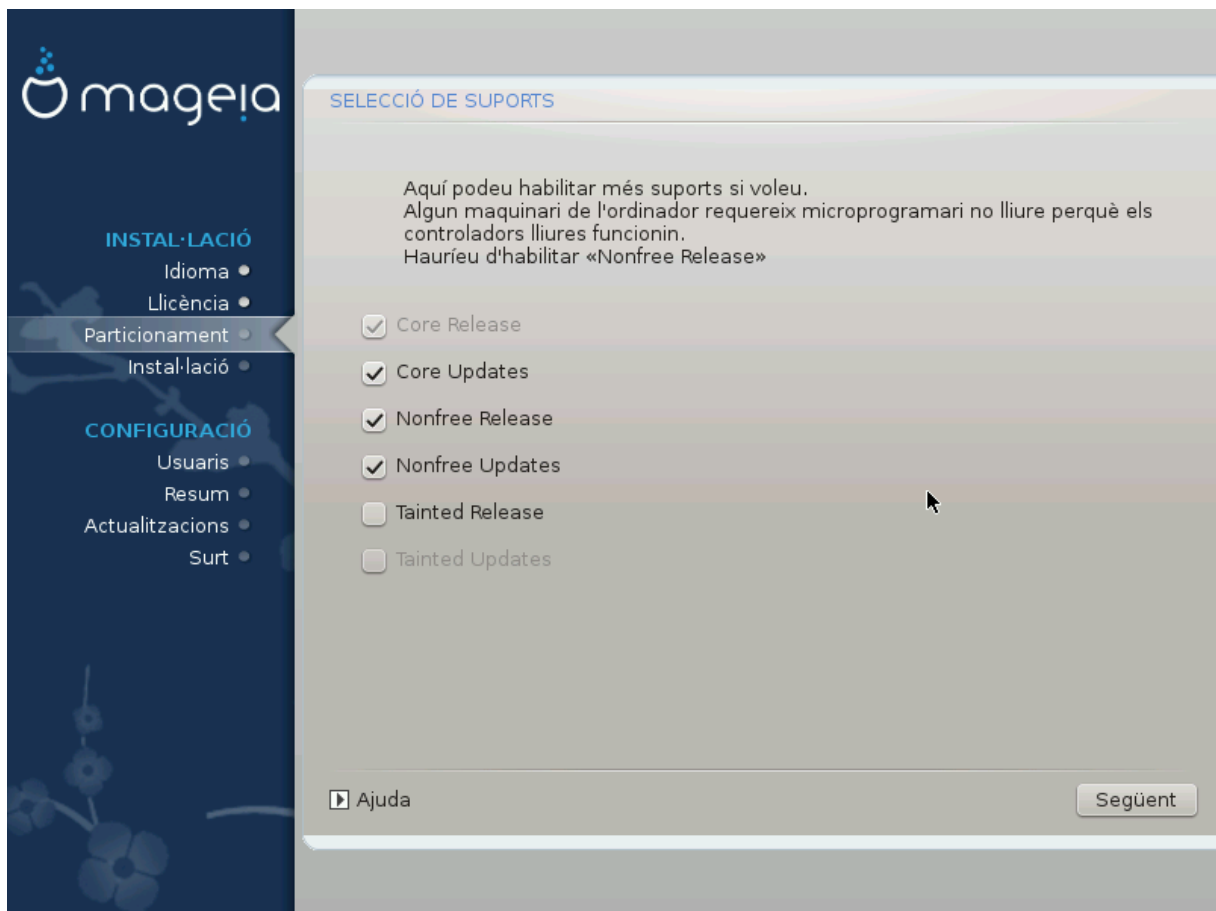 mageia
INSTAL·LACIÓ
Idioma
Llicència
Particionament
Instal·lació
CONFIGURACIÓ
Usuaris
Resum
Actualitzacions
Surt
SELECCIÓ DE SUPORTS
Aquí podeu habilitar més suports si voleu.
Algun maquinari de l'ordinador requereix microprogramari no lliure perquè els
controladors lliures funcionin.
Hauríeu d'habilitar «Nonfree Release»
Core Release
Core Updates
Nonfree Release
Nonfree Updates
Tainted Release
Tainted Updates
Ajuda
Següent